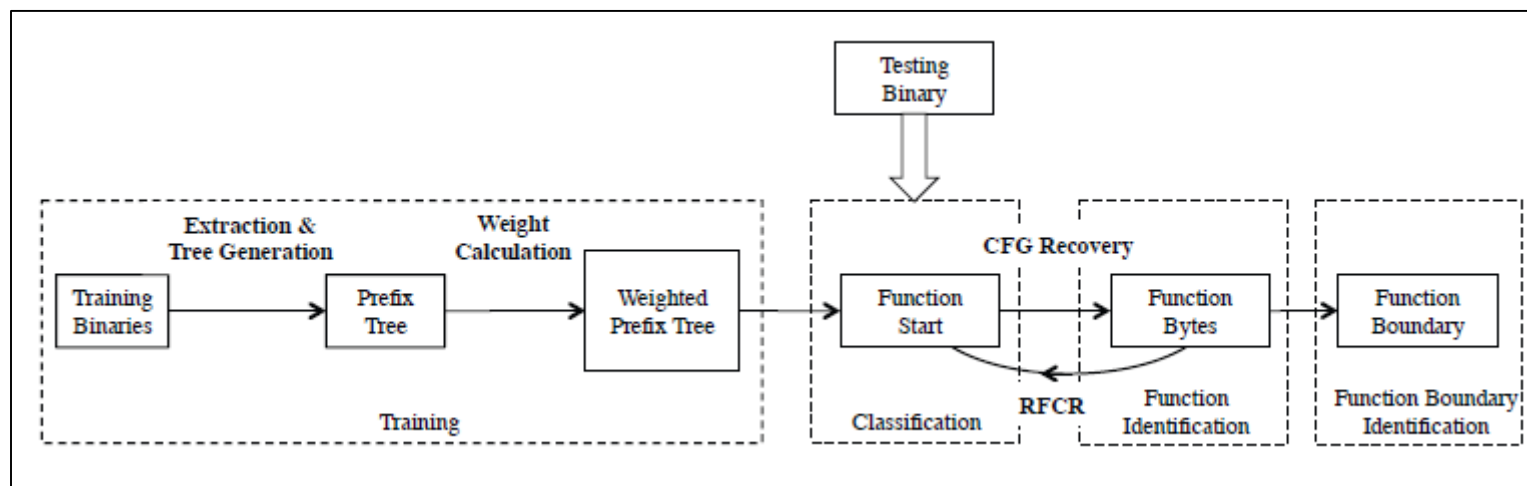 Testing
Binary
Extraction &
Tree Generation
Weight
Calculation
CFG Recovery
Training
Binaries
Prefix
Tree
Weighted
Prefix Tree
Function
Start
Function
Bytes
Function
Boundary
RFCR
Training
Classification
Function
Identification
Function Boundary
Identification